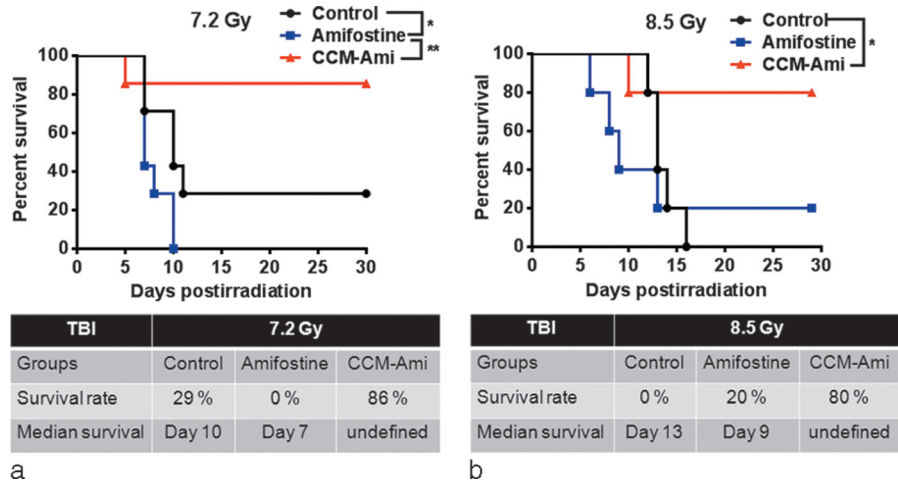 7.2 Gy
Control
Amifostine
CCM-Ami
*
**
Percent survival
100
80
60
40
20
0
0 5 10 15 20 25 30
Days postirradiation
TBI 7.2 Gy
Groups Control Amifostine CCM-Ami
Survival rate 29 % 0 % 86 %
Median survival Day 10 Day 7 undefined
a
8.5 Gy
Control
Amifostine
CCM-Ami
*
Percent survival
100
80
60
40
20
0
0 5 10 15 20 25 30
Days postirradiation
TBI 8.5 Gy
Groups Control Amifostine CCM-Ami
Survival rate 0 % 20 % 80 %
Median survival Day 13 Day 9 undefined
b